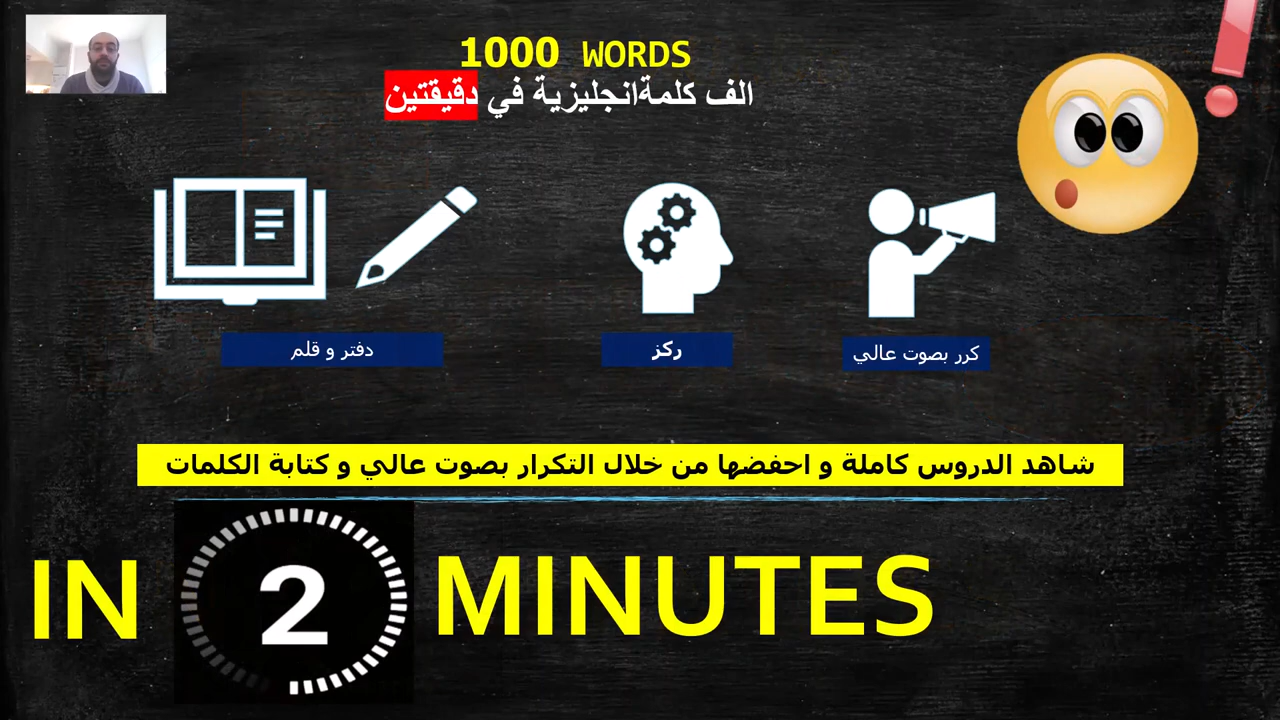 1000 WORDS
الف كلمةانجليزية في دقيقتين
دفتر و قلم
ركز
كرر بصوت عالي
شاهد الدروس كاملة و احفضها من خلال التكرار بصوت عالي و كتابة الكلمات
IN 2 MINUTES